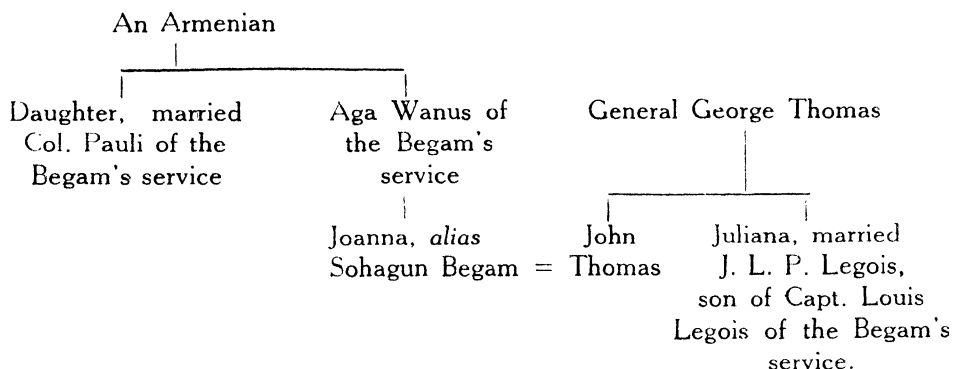 An Armenian
Daughter, married
Col. Pauli of the
Begam's service
Aga Wanus of
the Begam's
service
General George Thomas
Joanna, alias
Sohagun Begam = 
John
Thomas
Juliana, married
J. L. P. Legois,
son of Capt. Louis
Legois of the Begam's
service.